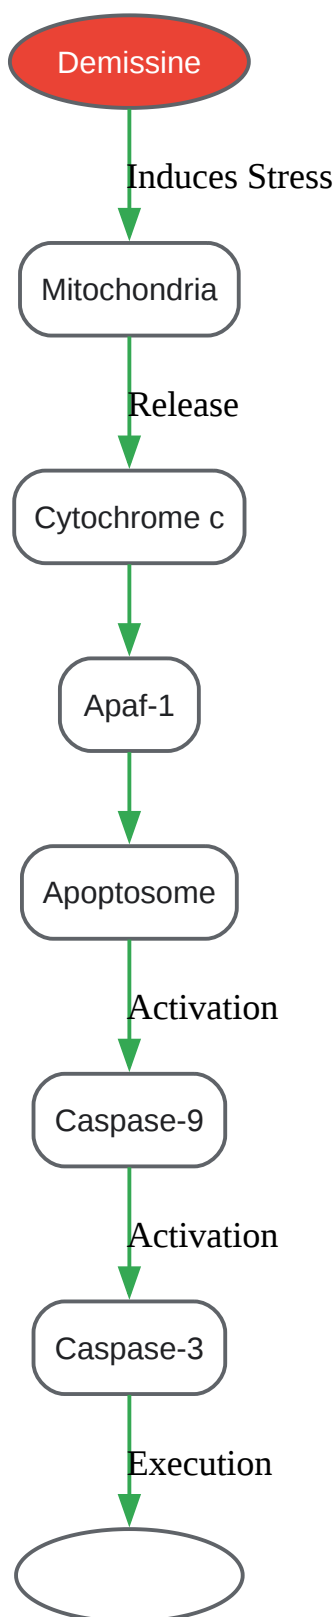 Demissine
Induces Stress
Mitochondria
Release
Cytochrome c
Apaf-1
Apoptosome
Activation
Caspase-9
Activation
Caspase-3
Execution